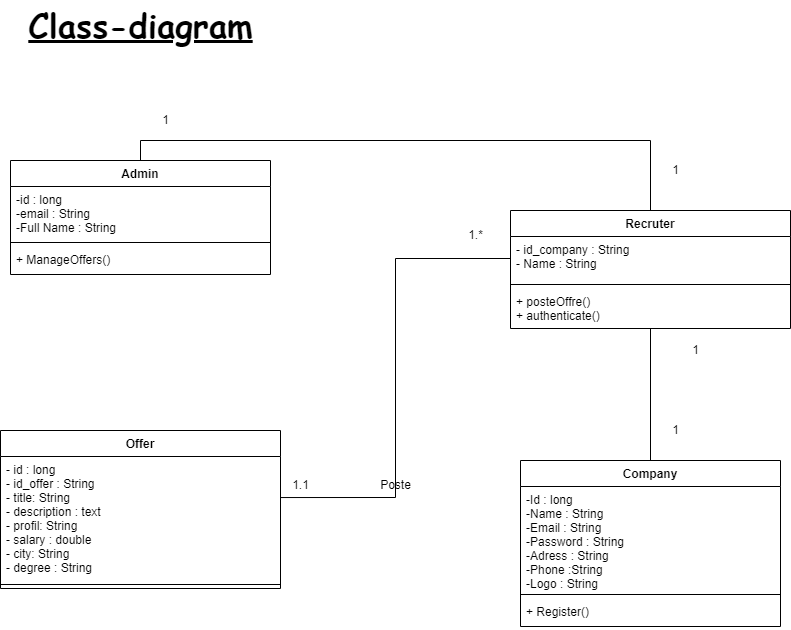 Class-diagram
1
Admin
-id : long
-email : String
-Full Name : String
+ ManageOffers()
1
Recruter
- id_company : String
- Name : String
+ posteOffre()
+ authenticate()
1.*
1
1
Offer
- id : long
- id_offer : String
- title: String
- description : text
- profil: String
- salary : double
- city: String
- degree : String
1.1
Poste
Company
-Id : long
-Name : String
-Email : String
-Password : String
-Adress : String
-Phone :String
-Logo : String
+ Register()